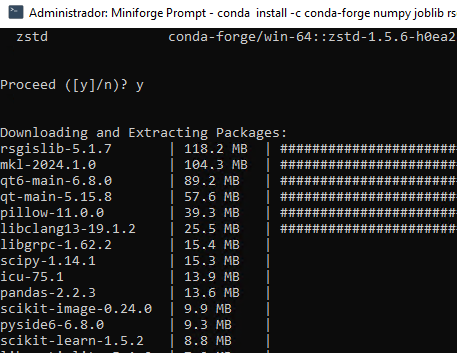 Administrador: Miniforge Prompt - conda install -c conda-forge numpy joblib rs
zstd conda-forge/win-64::zstd-1.5.6-h0ea2
Proceed ([y]/n)? y
Downloading and Extracting Packages:
rsgislib-5.1.7 | 118.2 MB | ######################
mkl-2024.1.0 | 104.3 MB | ######################
qt6-main-6.8.0 | 89.2 MB | ######################
qt-main-5.15.8 | 57.6 MB | ######################
pillow-11.0.0 | 39.3 MB | ######################
libclang13-19.1.2 | 25.5 MB | ######################
libgrpc-1.62.2 | 15.4 MB |
scipy-1.14.1 | 15.3 MB |
icu-75.1 | 13.9 MB |
pandas-2.2.3 | 13.6 MB |
scikit-image-0.24.0 | 9.9 MB |
pyside6-6.8.0 | 9.3 MB |
scikit-learn-1.5.2 | 8.8 MB |